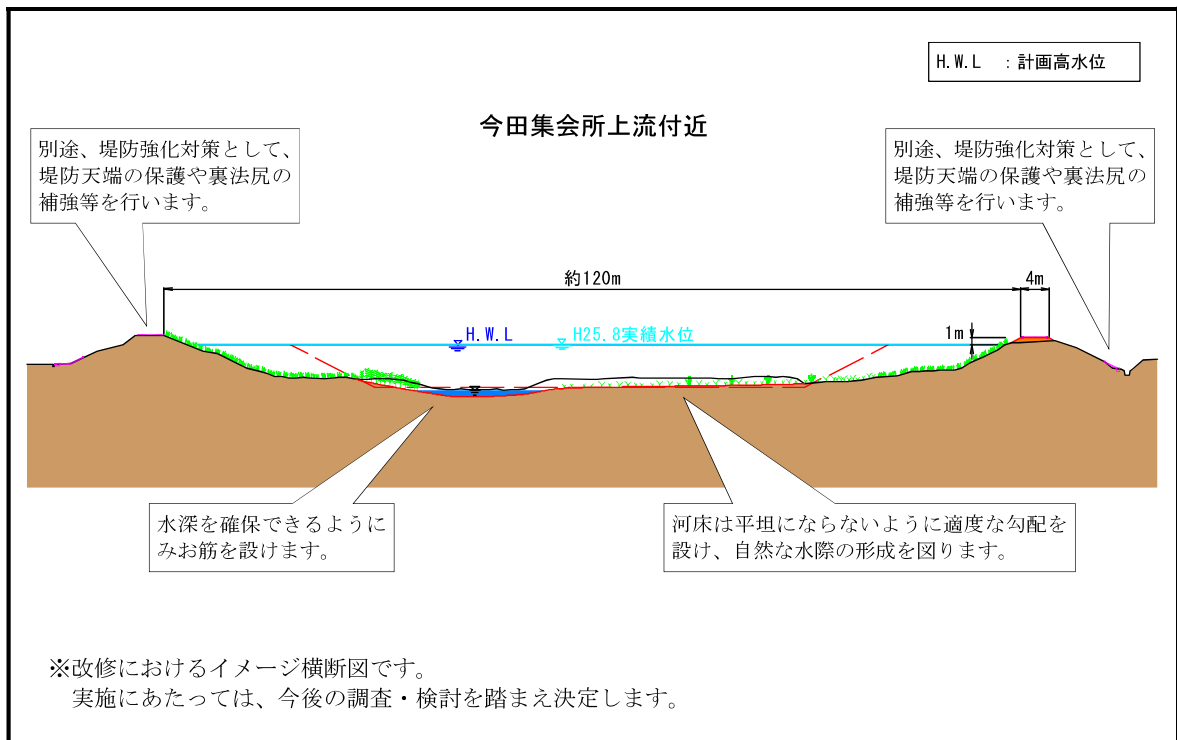 H.W.L ：計画高水位
今田集会所上流付近
別途、堤防強化対策として、
堤防天端の保護や裏法尻の
補強等を行います。
別途、堤防強化対策として、
堤防天端の保護や裏法尻の
補強等を行います。
約120m
4m
H.W.L
H25.8実績水位
1m
水深を確保できるように
みお筋を設けます。
河床は平坦にならないように適度な勾配を
設け、自然な水際の形成を図ります。
※改修におけるイメージ横断図です。
実施にあたっては、今後の調査・検討を踏まえ決定します。